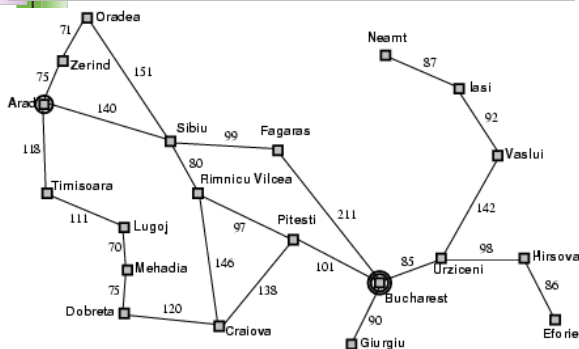 Oradea
71
Neamt
Zerind
87
75
151
Iasi
Arad
140
92
Sibiu
Fagaras
99
118
Vaslui
80
Rimnicu Vilcea
Timisoara
111
Lugoj
97
Pitesti
211
142
70
98
Hirsova
Mehadia
146
101
85
Urziceni
75
138
86
Bucharest
Dobreta
120
90
Craiova
Eforie
Giurgiu